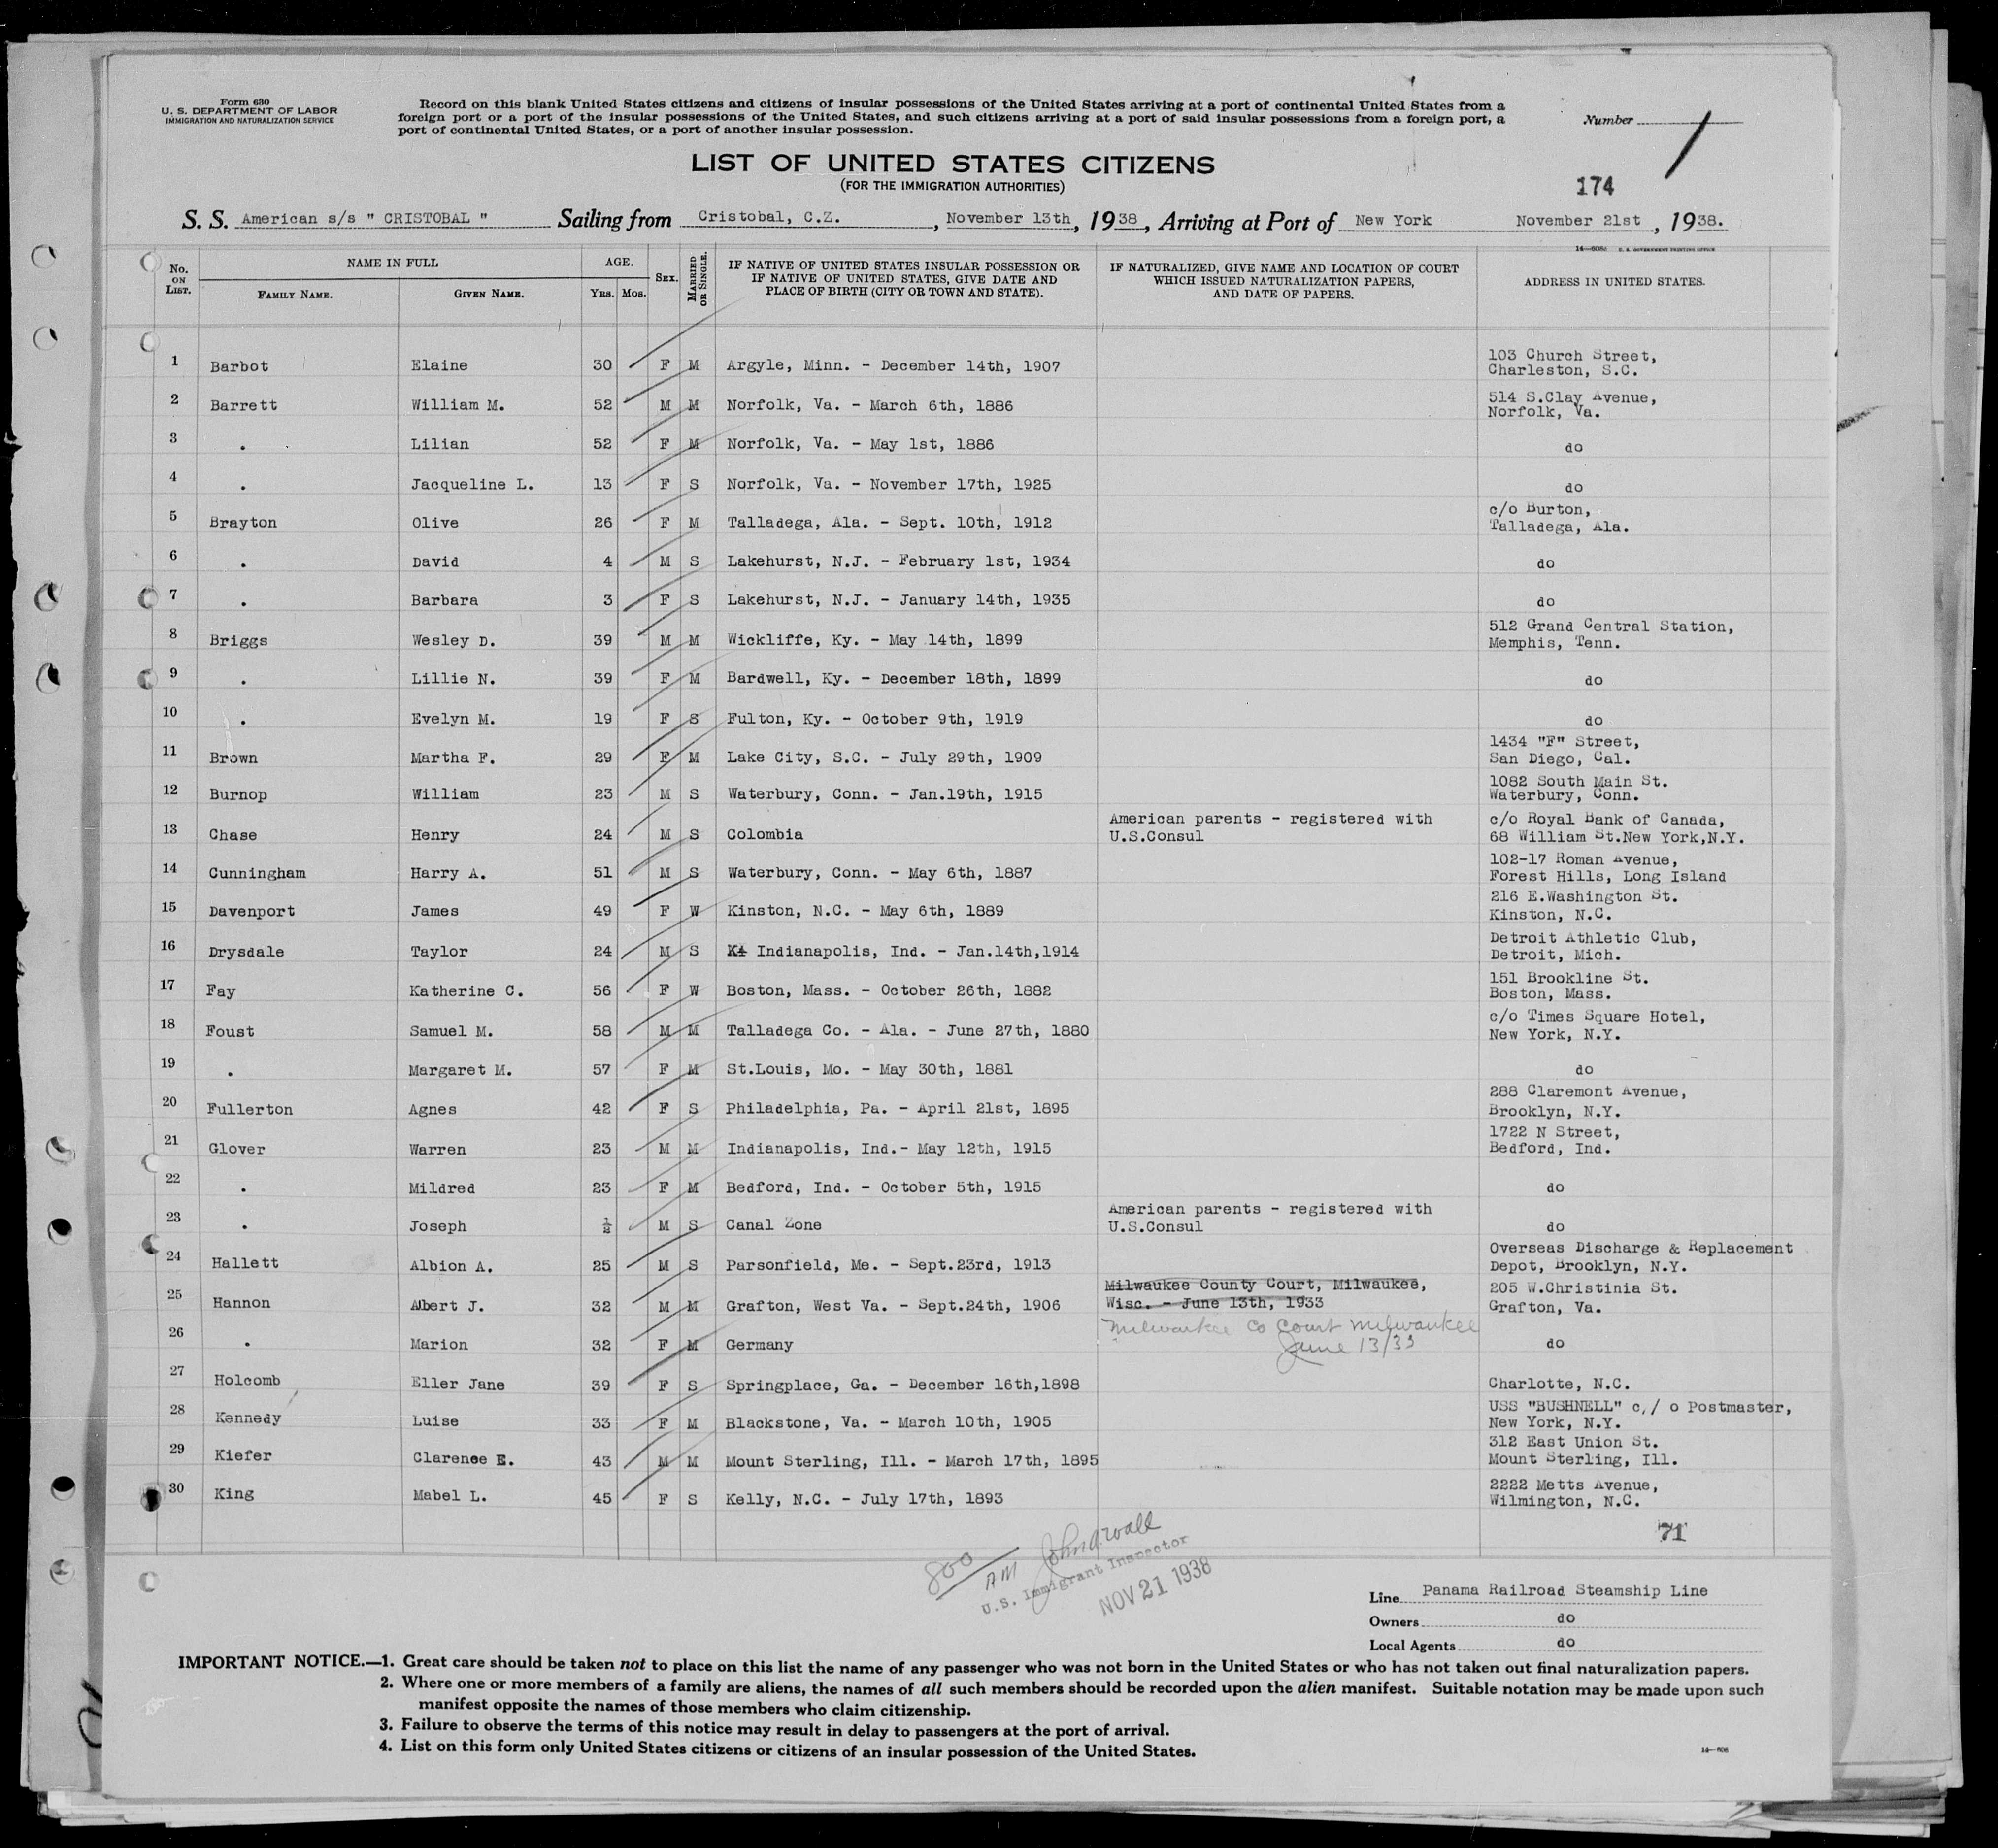 Form 630
U. S. DEPARTMENT OF LABOR
IMMIGRATION AND NATURALIZATION SERVICE
Record on this blank United States citizens and citizens of insular possessions of the United States arriving at a port of continental United States from a
foreign port or a port of the insular possessions of the United States, and such citizens arriving at a port of said insular possessions from a foreign port, a
port of continental United States, or a port of another insular possession.
Number
LIST OF UNITED STATES CITIZENS
(FOR THE IMMIGRATION AUTHORITIES)
174
S. S. American s/s " CRISTOBAL " Sailing from Cristobal, C.Z. , November 13th, 1938, Arriving at Port of New York November 21st, 1938.
No. ON LIST. NAME IN FULL FAMILY NAME. GIVEN NAME. AGE. YRS. MOS. SEX. MARRIED OR SINGLE. IF NATIVE OF UNITED STATES INSULAR POSSESSION OR IF NATIVE OF UNITED STATES, GIVE DATE AND PLACE OF BIRTH (CITY OR TOWN AND STATE). IF NATURALIZED, GIVE NAME AND LOCATION OF COURT WHICH ISSUED NATURALIZATION PAPERS, AND DATE OF PAPERS. ADDRESS IN UNITED STATES.
1 Barbot Elaine 30 F M Argyle, Minn. - December 14th, 1907 103 Church Street, Charleston, S.C.
2 Barrett William M. 52 M M Norfolk, Va. - March 6th, 1886 514 S.Clay Avenue, Norfolk, Va.
3 . Lilian 52 F M Norfolk, Va. - May 1st, 1886 do
4 . Jacqueline L. 13 F S Norfolk, Va. - November 17th, 1925 do
5 Brayton Olive 26 F M Talladega, Ala. - Sept. 10th, 1912 c/o Burton, Talladega, Ala.
6 . David 4 M S Lakehurst, N.J. - February 1st, 1934 do
7 . Barbara 3 F S Lakehurst, N.J. - January 14th, 1935 do
8 Briggs Wesley D. 39 M M Wickliffe, Ky. - May 14th, 1899 512 Grand Central Station, Memphis, Tenn.
9 . Lillie N. 39 F M Bardwell, Ky. - December 18th, 1899 do
10 . Evelyn M. 19 F S Fulton, Ky. - October 9th, 1919 do
11 Brown Martha F. 29 F M Lake City, S.C. - July 29th, 1909 1434 "F" Street, San Diego, Cal.
12 Burnop William 23 M S Waterbury, Conn. - Jan.19th, 1915 1082 South Main St. Waterbury, Conn.
13 Chase Henry 24 M S Colombia American parents - registered with U.S.Consul c/o Royal Bank of Canada, 68 William St.New York,N.Y.
14 Cunningham Harry A. 51 M S Waterbury, Conn. - May 6th, 1887 102-17 Roman Avenue, Forest Hills, Long Island
15 Davenport James 49 F W Kinston, N.C. - May 6th, 1889 216 E.Washington St. Kinston, N.C.
16 Drysdale Taylor 24 M S Indianapolis, Ind. - Jan.14th,1914 Detroit Athletic Club, Detroit, Mich.
17 Fay Katherine C. 56 F W Boston, Mass. - October 26th, 1882 151 Brookline St. Boston, Mass.
18 Foust Samuel M. 58 M M Talladega Co. - Ala. - June 27th, 1880 c/o Times Square Hotel, New York, N.Y.
19 . Margaret M. 57 F M St.Louis, Mo. - May 30th, 1881 do
20 Fullerton Agnes 42 F S Philadelphia, Pa. - April 21st, 1895 288 Claremont Avenue, Brooklyn, N.Y.
21 Glover Warren 23 M M Indianapolis, Ind.- May 12th, 1915 1722 N Street, Bedford, Ind.
22 . Mildred 23 F M Bedford, Ind. - October 5th, 1915 do
23 . Joseph ½ M S Canal Zone American parents - registered with U.S.Consul do
24 Hallett Albion A. 25 M S Parsonfield, Me. - Sept.23rd, 1913 Overseas Discharge & Replacement Depot, Brooklyn, N.Y.
25 Hannon Albert J. 32 M M Grafton, West Va. - Sept.24th, 1906 Milwaukee County Court, Milwaukee, Wisc. - June 13th, 1933 205 W.Christinia St. Grafton, Va.
26 . Marion 32 F M Germany Milwaukee Co Court Milwaukee June 13/33 do
27 Holcomb Eller Jane 39 F S Springplace, Ga. - December 16th,1898 Charlotte, N.C.
28 Kennedy Luise 33 F M Blackstone, Va. - March 10th, 1905 USS "BUSHNELL" c/o Postmaster, New York, N.Y.
29 Kiefer Clarence E. 43 M M Mount Sterling, Ill. - March 17th, 1895 312 East Union St. Mount Sterling, Ill.
30 King Mabel L. 45 F S Kelly, N.C. - July 17th, 1893 2222 Metts Avenue, Wilmington, N.C.
71
800 AM
U.S. Immigrant Inspector
NOV 21 1938
Line Panama Railroad Steamship Line
Owners do
Local Agents do
IMPORTANT NOTICE.—1. Great care should be taken not to place on this list the name of any passenger who was not born in the United States or who has not taken out final naturalization papers.
2. Where one or more members of a family are aliens, the names of all such members should be recorded upon the alien manifest. Suitable notation may be made upon such
manifest opposite the names of those members who claim citizenship.
3. Failure to observe the terms of this notice may result in delay to passengers at the port of arrival.
4. List on this form only United States citizens or citizens of an insular possession of the United States.
14—608